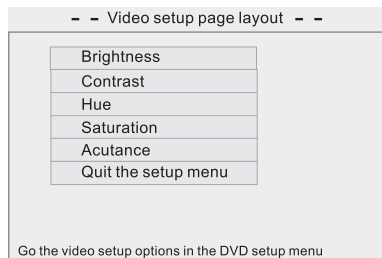 – – Video setup page layout – –
Brightness
Contrast
Hue
Saturation
Acutance
Quit the setup menu
Go the video setup options in the DVD setup menu